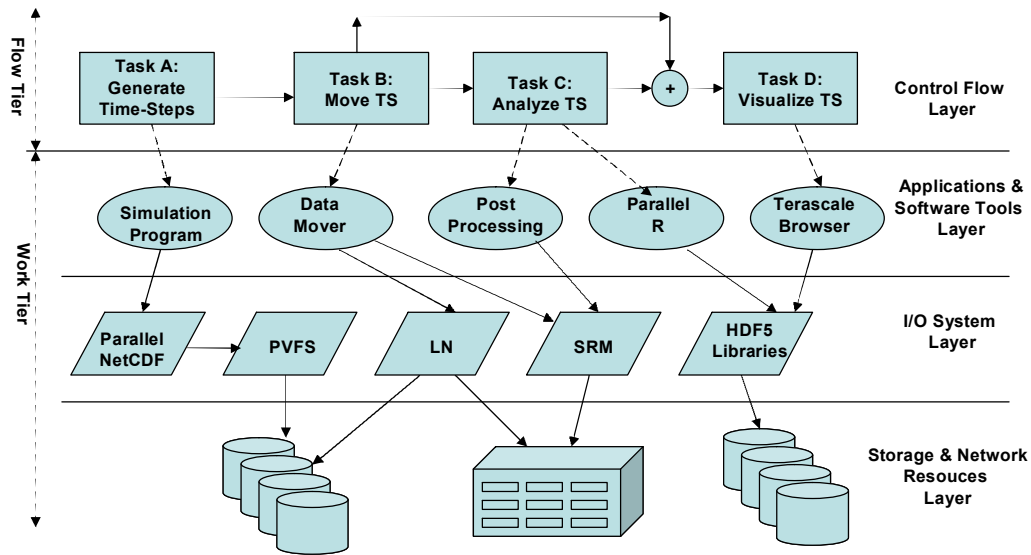 Flow Tier
Task A:
Generate
Time-Steps
Task B:
Move TS
Task C:
Analyze TS
+
Task D:
Visualize TS
Control Flow
Layer
Work Tier
Simulation
Program
Data
Mover
Post
Processing
Parallel
R
Terascale
Browser
Applications &
Software Tools
Layer
Parallel
NetCDF
PVFS
LN
SRM
HDF5
Libraries
I/O System
Layer
Storage & Network
Resouces
Layer